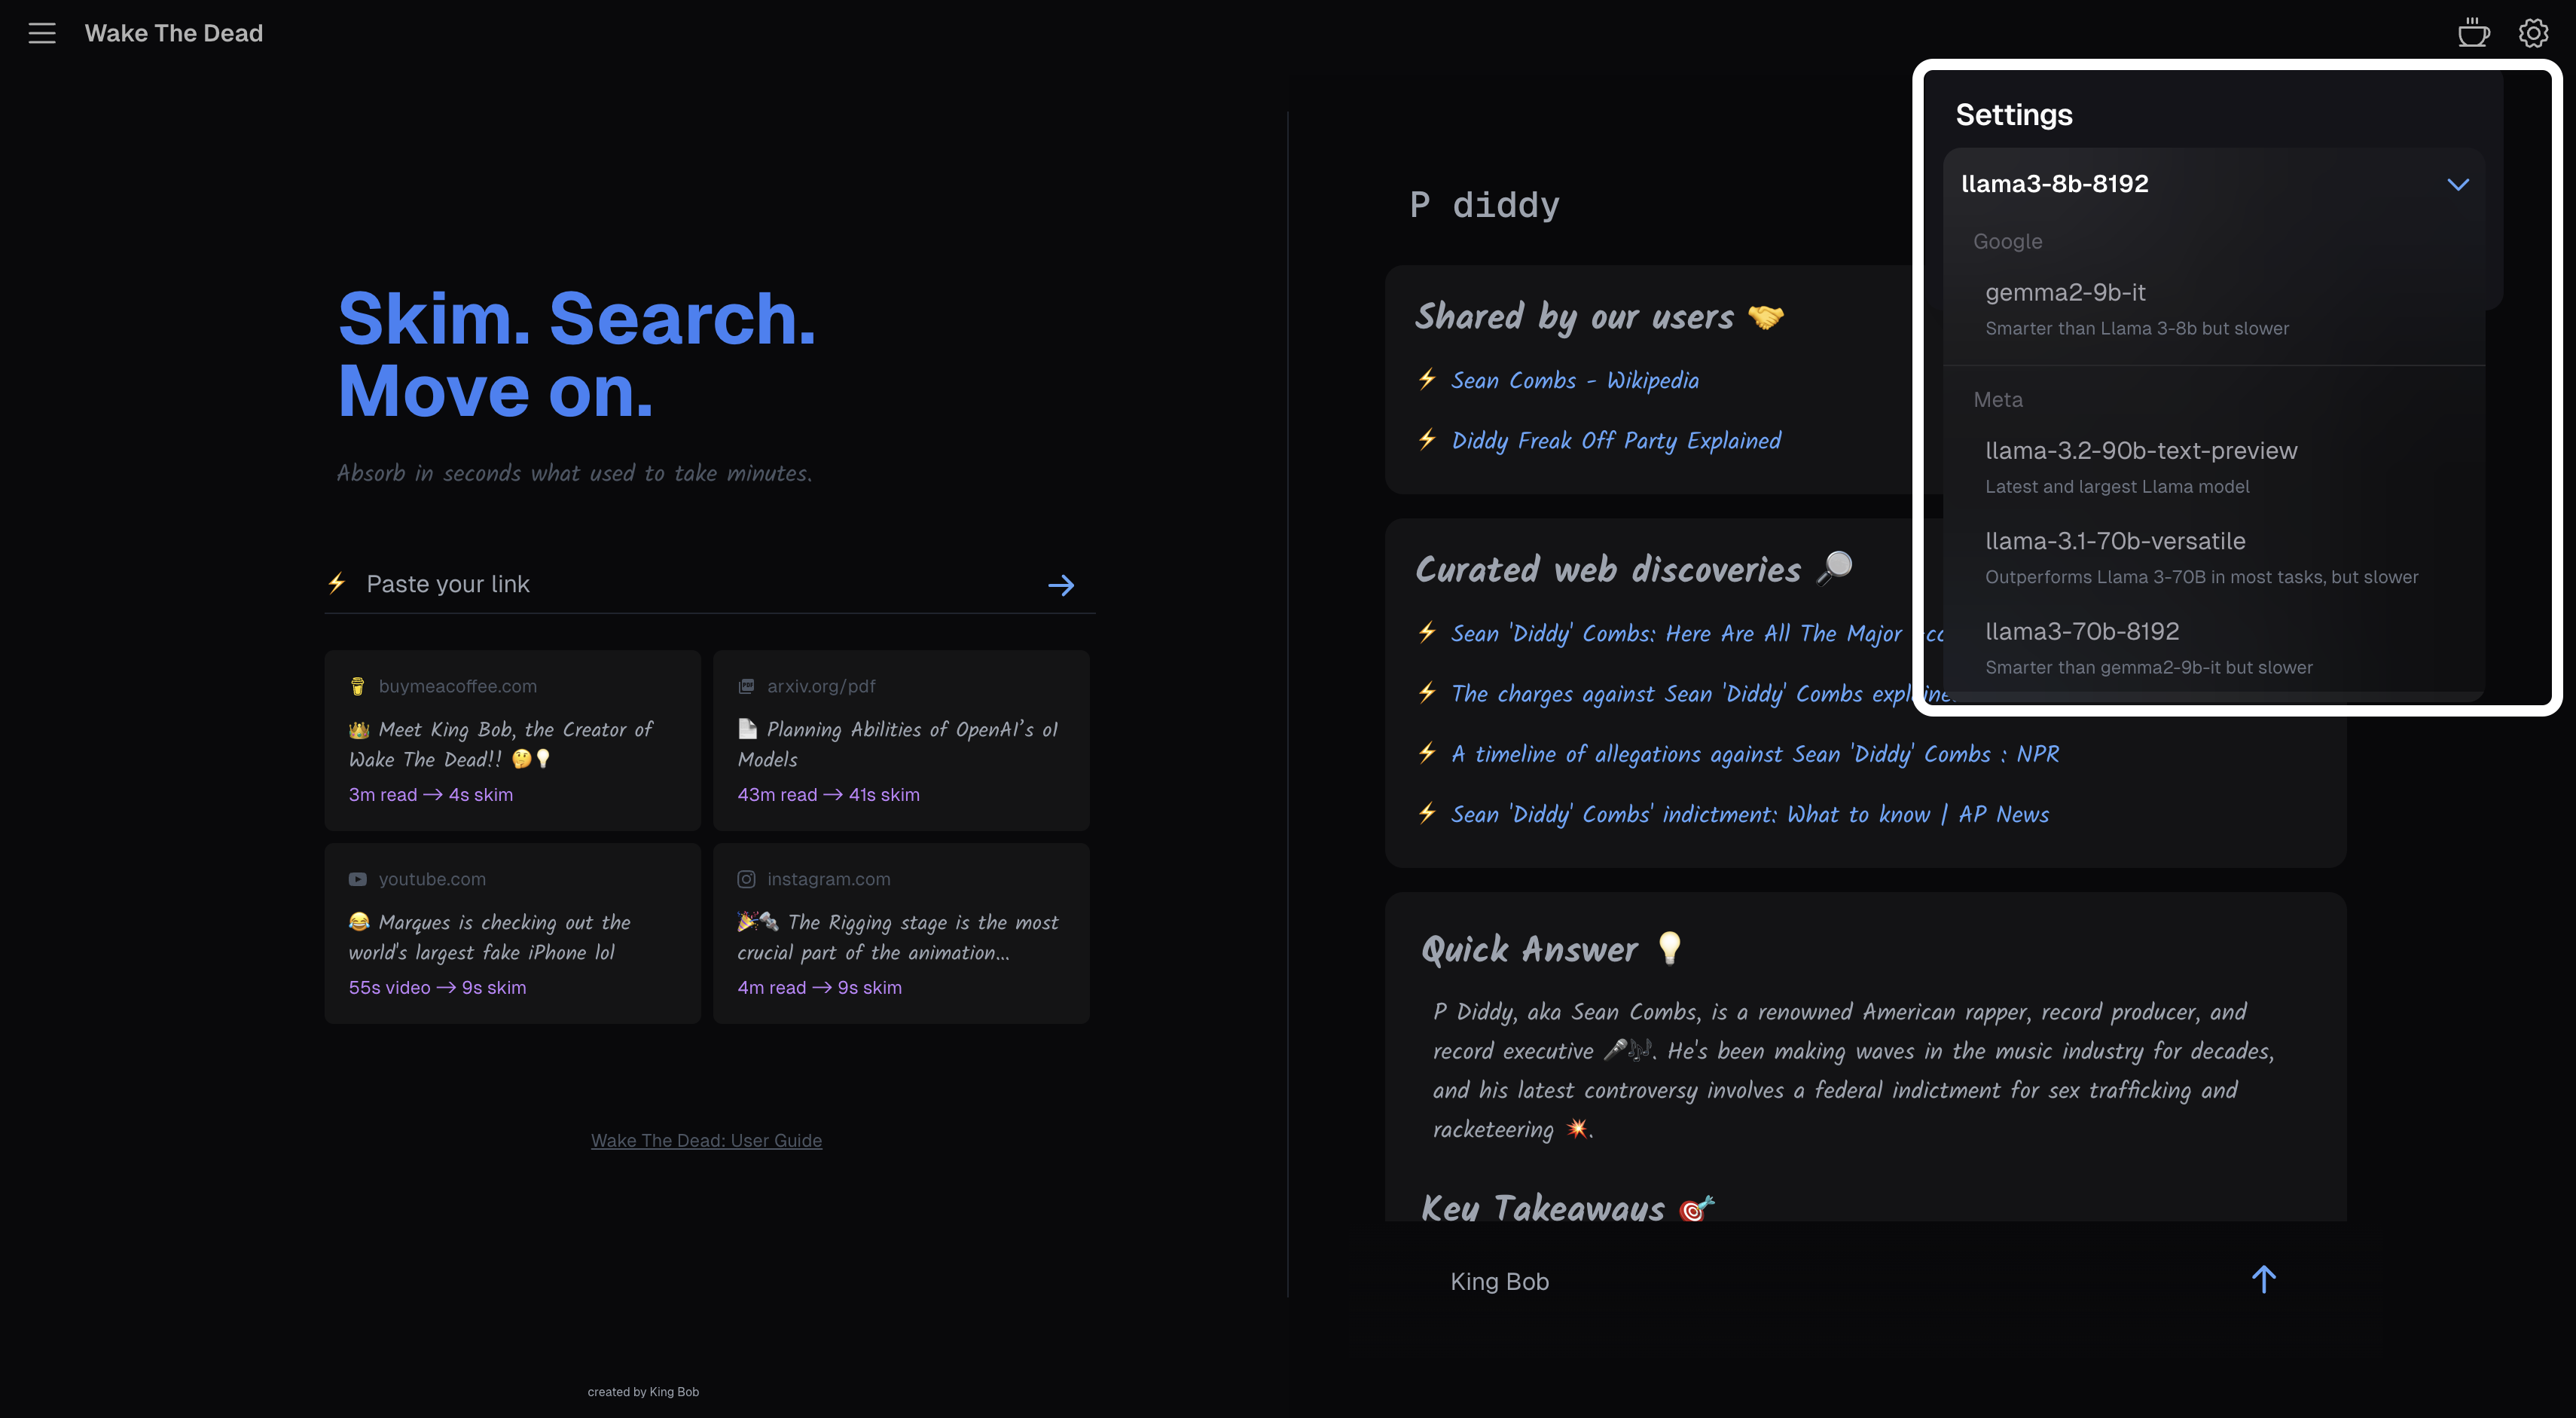 Wake The Dead
Skim. Search.
Move on.
Absorb in seconds what used to take minutes.
Paste your link
buymeacoffee.com
Meet King Bob, the Creator of
Wake The Dead!!
3m read → 4s skim
arxiv.org/pdf
Planning Abilities of OpenAI's o1
Models
43m read → 41s skim
youtube.com
Marques is checking out the
world's largest fake iPhone lol
55s video → 9s skim
instagram.com
The Rigging stage is the most
crucial part of the animation...
4m read → 9s skim
Wake The Dead: User Guide
created by King Bob
P diddy
Shared by our users
Sean Combs - Wikipedia
Diddy Freak Off Party Explained
Curated web discoveries
Sean 'Diddy' Combs: Here Are All The Major
The charges against Sean 'Diddy' Combs
A timeline of allegations against Sean 'Diddy' Combs : NPR
Sean 'Diddy' Combs' indictment: What to know | AP News
Quick Answer
P Diddy, aka Sean Combs, is a renowned American rapper, record producer, and
record executive. He's been making waves in the music industry for decades,
and his latest controversy involves a federal indictment for sex trafficking and
racketeering.
Key Takeaways
King Bob
Settings
llama3-8b-8192
Google
gemma2-9b-it
Smarter than Llama 3-8b but slower
Meta
llama-3.2-90b-text-preview
Latest and largest Llama model
llama-3.1-70b-versatile
Outperforms Llama 3-70B in most tasks, but slower
llama3-70b-8192
Smarter than gemma2-9b-it but slower